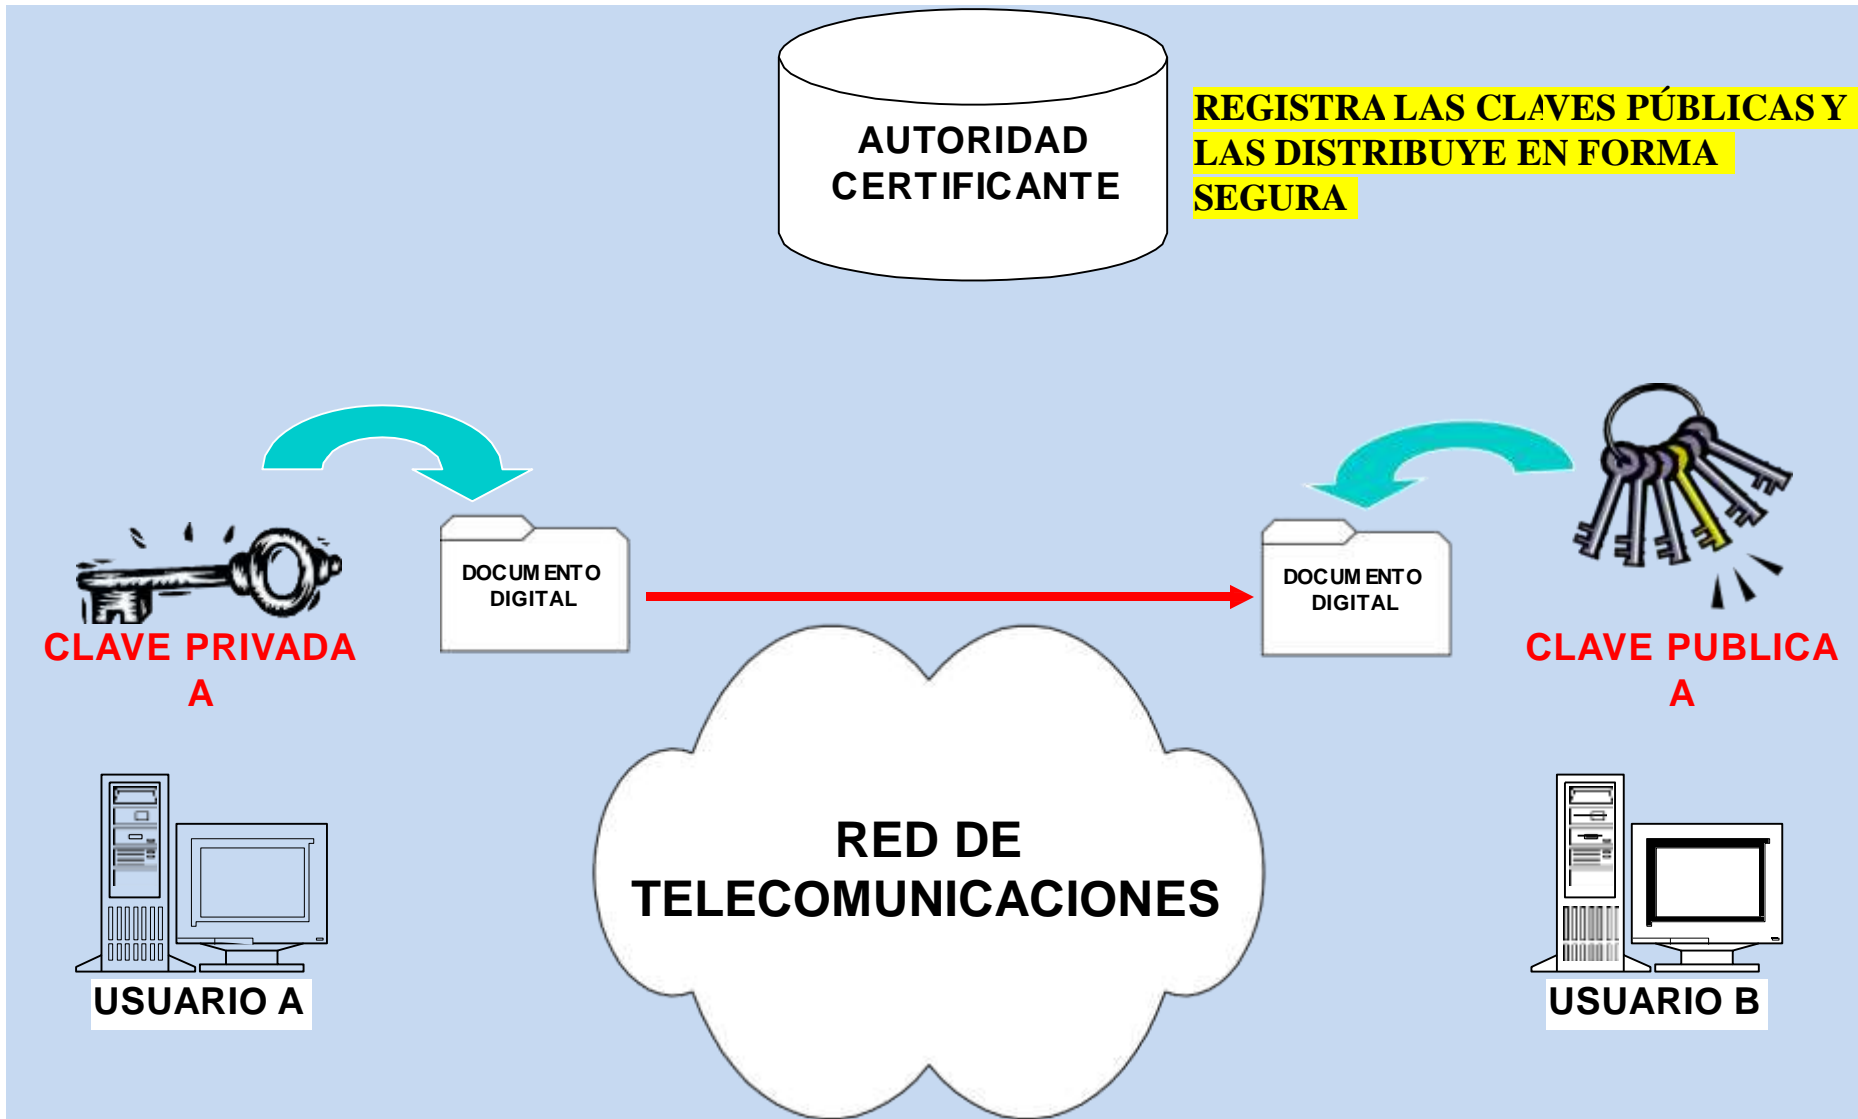 AUTORIDAD
CERTIFICANTE
REGISTRA LAS CLAVES PÚBLICAS Y
LAS DISTRIBUYE EN FORMA
SEGURA
DOCUMENTO
DIGITAL
DOCUMENTO
DIGITAL
CLAVE PRIVADA
A
CLAVE PUBLICA
A
RED DE
TELECOMUNICACIONES
USUARIO A
USUARIO B